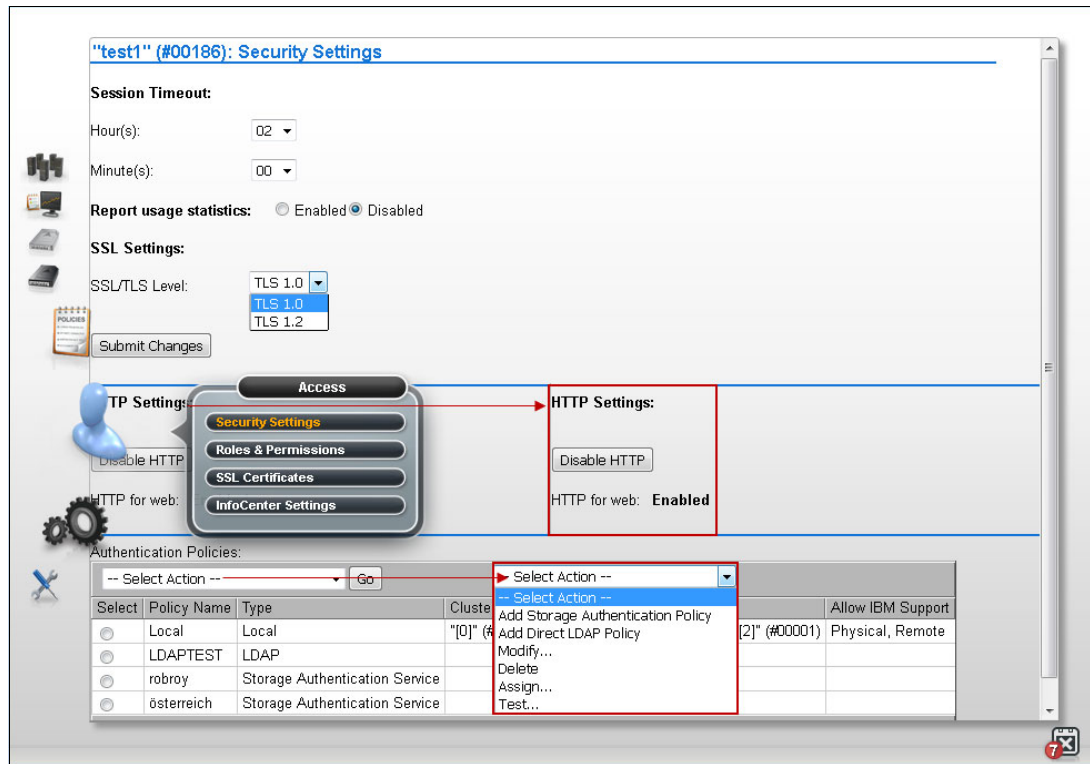 "test1" (#00186): Security Settings
Session Timeout:
Hour(s): 02
Minute(s): 00
Report usage statistics: Enabled Disabled
SSL Settings:
SSL/TLS Level: TLS 1.0
TLS 1.0
TLS 1.2
POLICIES
Submit Changes
Access
Security Settings
Roles & Permissions
SSL Certificates
InfoCenter Settings
TP Settings
Disable HTTP
HTTP for web:
HTTP Settings:
Disable HTTP
HTTP for web: Enabled
Authentication Policies:
-- Select Action -- Go
Select Action --
-- Select Action --
Add Storage Authentication Policy
Add Direct LDAP Policy
Modify...
Delete
Assign...
Test...
Select Policy Name Type Cluste Allow IBM Support
Local Local "[0]" (# [2]" (#00001) Physical, Remote
LDAPTEST LDAP
robroy Storage Authentication Service
österreich Storage Authentication Service
7